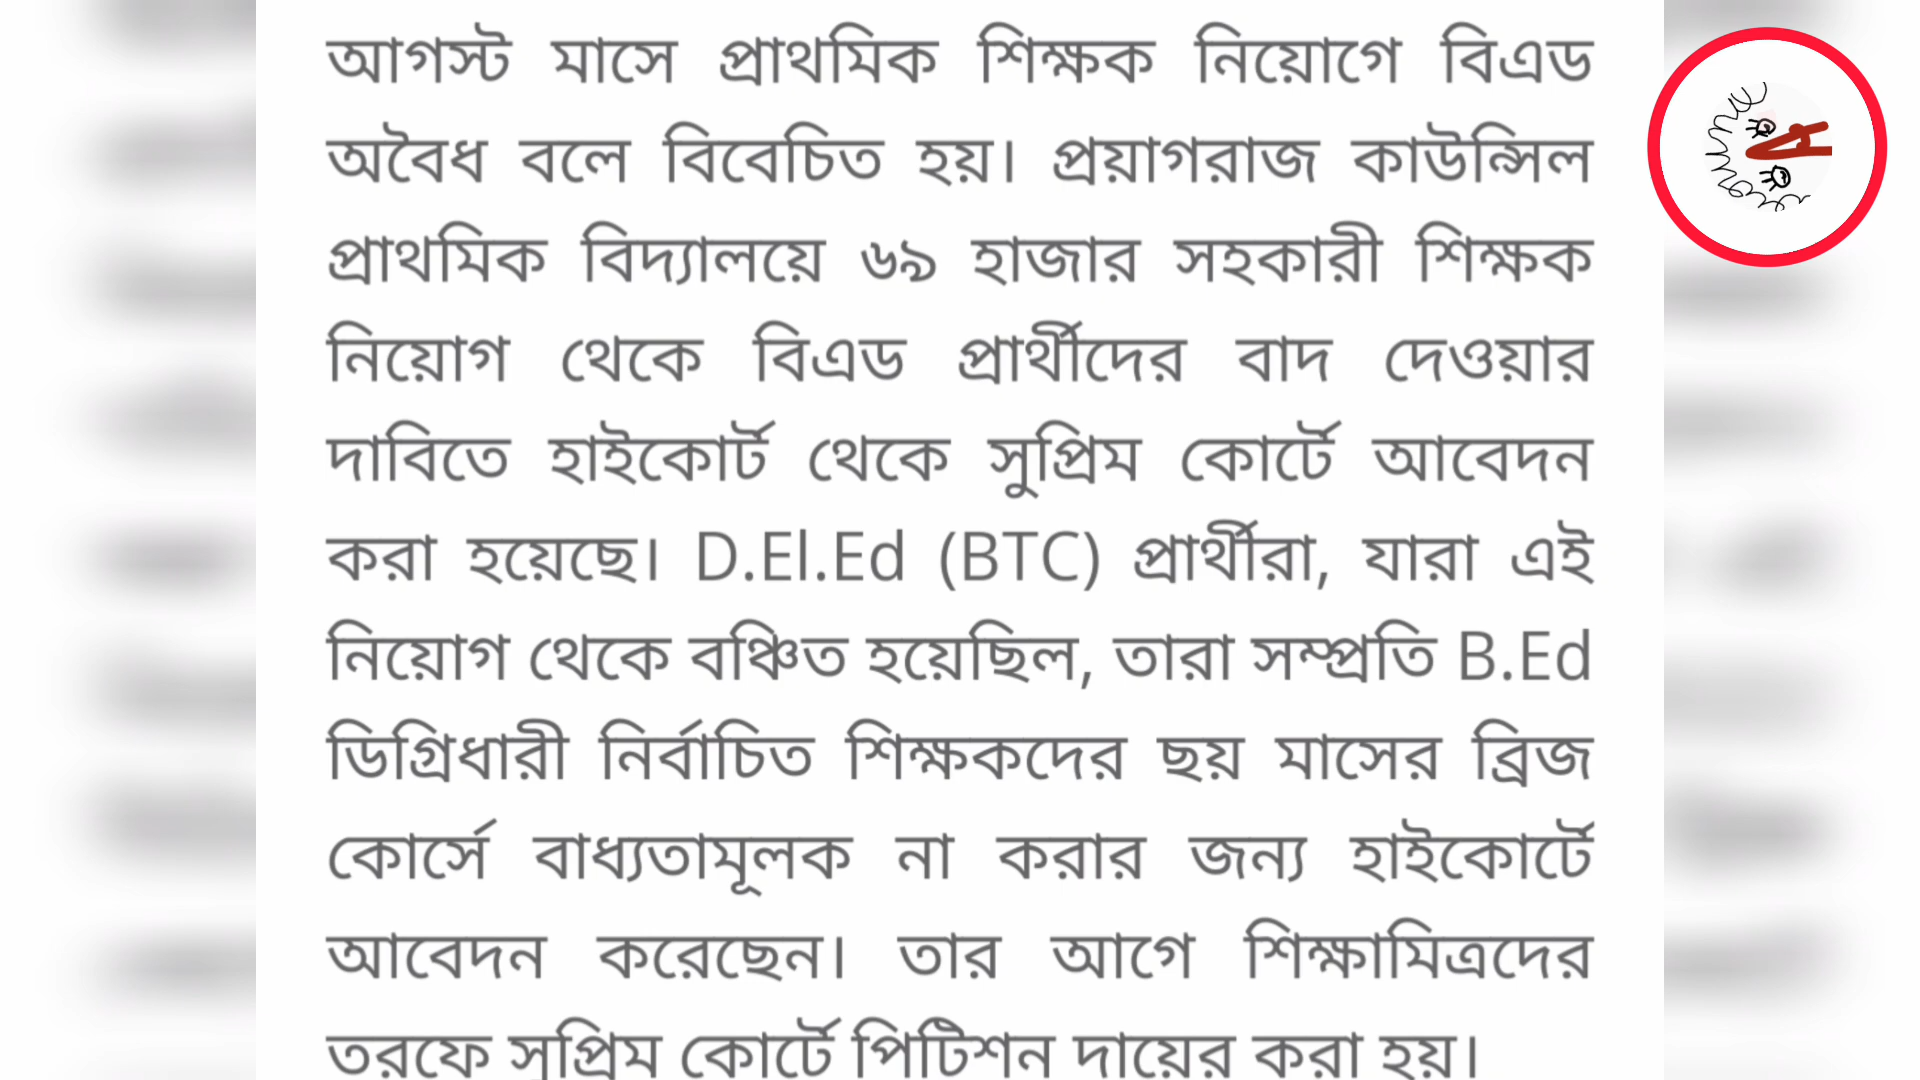 আগস্ট মাসে প্রাথমিক শিক্ষক নিয়োগে বিএড
অবৈধ বলে বিবেচিত হয়। প্রয়াগরাজ কাউন্সিল
প্রাথমিক বিদ্যালয়ে ৬৯ হাজার সহকারী শিক্ষক
নিয়োগ থেকে বিএড প্রার্থীদের বাদ দেওয়ার
দাবিতে হাইকোর্ট থেকে সুপ্রিম কোর্টে আবেদন
করা হয়েছে। D.El.Ed (BTC) প্রার্থীরা, যারা এই
নিয়োগ থেকে বঞ্চিত হয়েছিল, তারা সম্প্রতি B.Ed
ডিগ্রিধারী নির্বাচিত শিক্ষকদের ছয় মাসের ব্রিজ
কোর্সে বাধ্যতামূলক না করার জন্য হাইকোর্টে
আবেদন করেছেন। তার আগে শিক্ষামিত্রদের
তরফে সুপ্রিম কোর্টে পিটিশন দায়ের করা হয়।